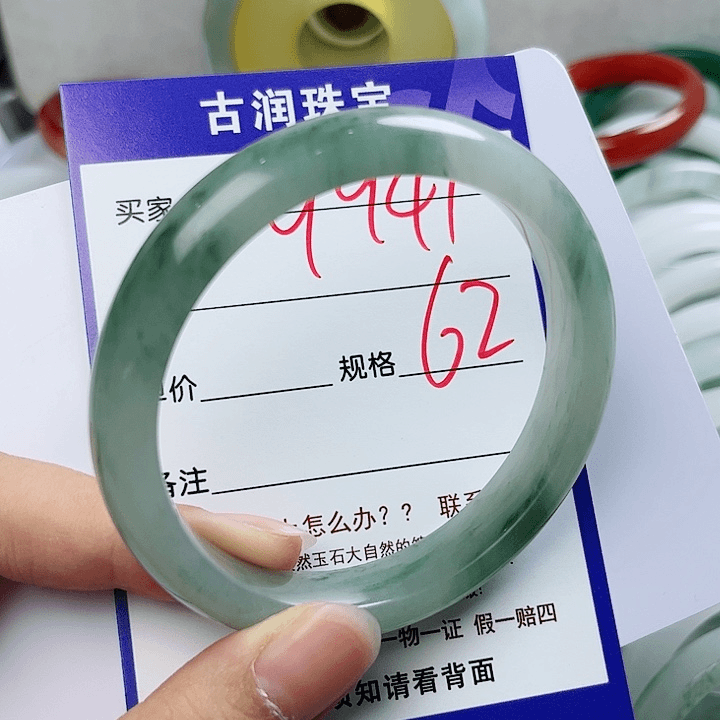 古润珠宝
买家
9941
价 规格 62
备注
怎么办？？ 联系
然玉石大自然的
一物一证 假一赔四
须知请看背面